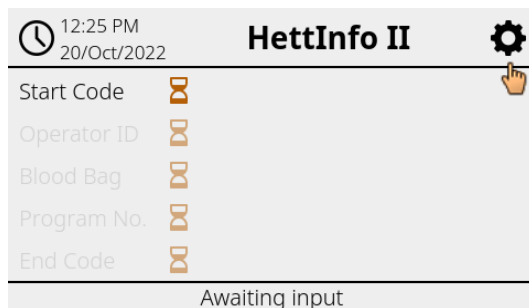 12:25 PM
20/Oct/2022
HettInfo II
Start Code
Operator ID
Blood Bag
Program No.
End Code
Awaiting input